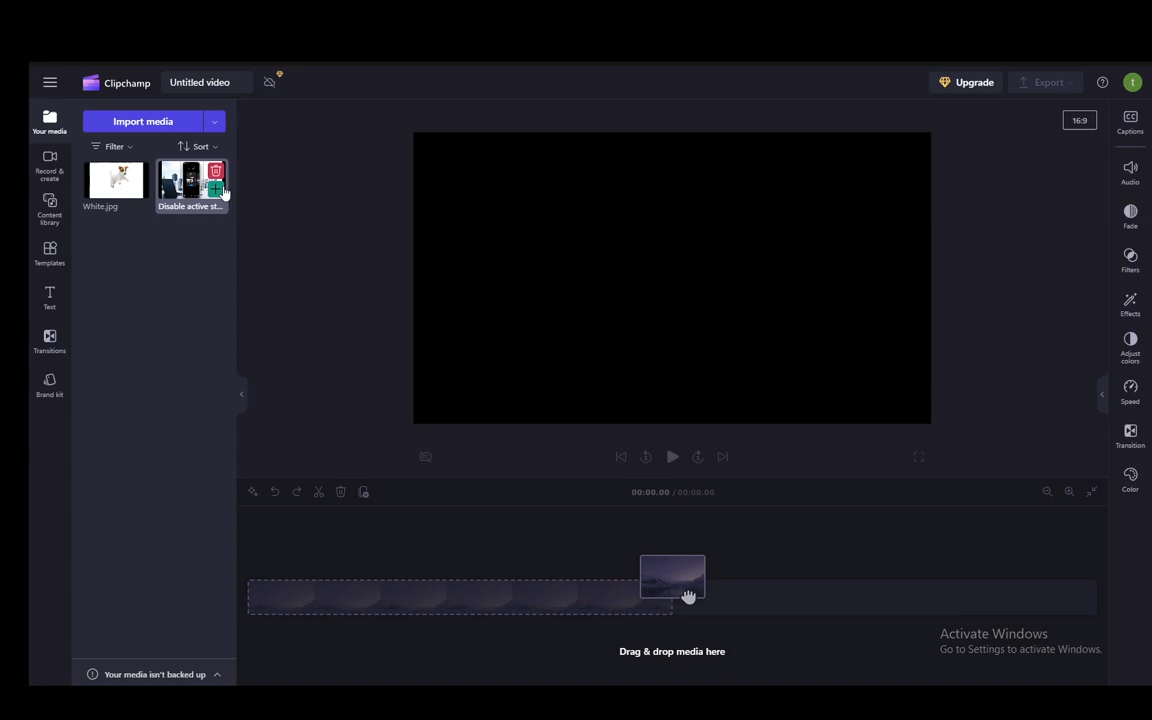 Clipchamp
Untitled video
Upgrade
Export
t
Your media
Import media
16:9
Captions
Filter
Sort
Record &
create
White.jpg
Disable active st...
Audio
Content
library
Fade
Templates
Filters
Text
Effects
Transitions
Adjust
colors
Brand kit
Speed
Transition
Color
00:00.00 / 00:00.00
Drag & drop media here
Activate Windows
Go to Settings to activate Windows.
Your media isn't backed up